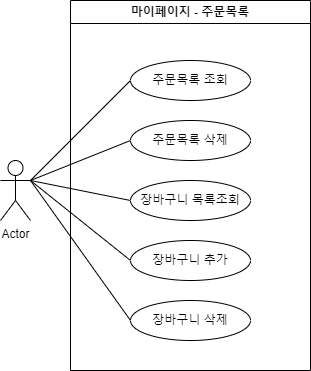 마이페이지 - 주문목록
주문목록 조회
주문목록 삭제
장바구니 목록조회
장바구니 추가
장바구니 삭제
Actor